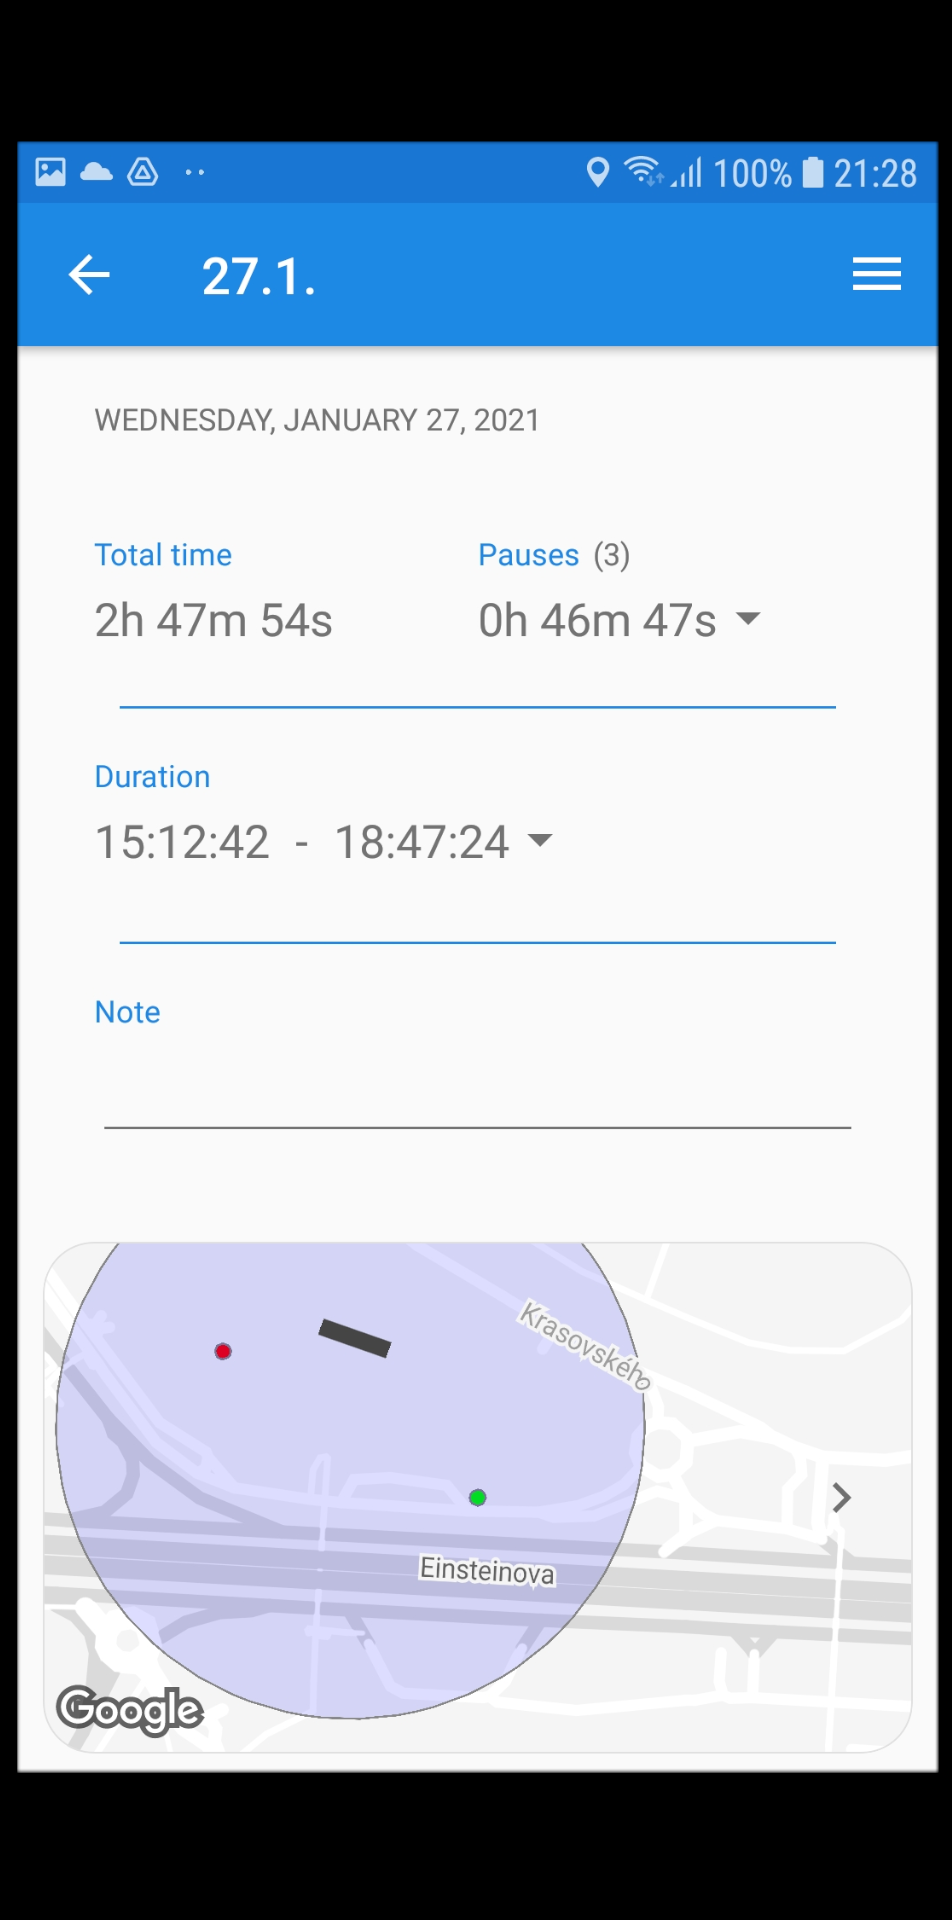 100% 21:28
27.1.
WEDNESDAY, JANUARY 27, 2021
Total time Pauses (3)
2h 47m 54s 0h 46m 47s
Duration
15:12:42 - 18:47:24
Note
Krasovského
Einsteinova
Google